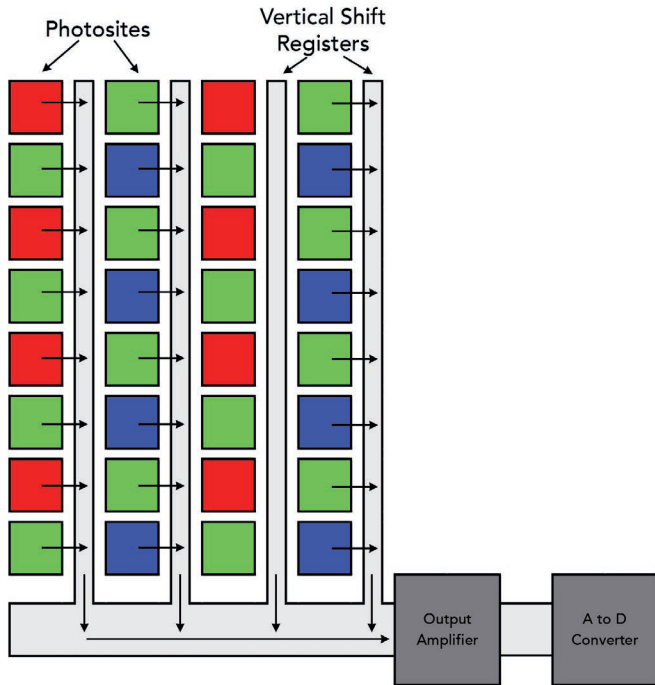 Photosites
Vertical Shift
Registers
Output
Amplifier
A to D
Converter